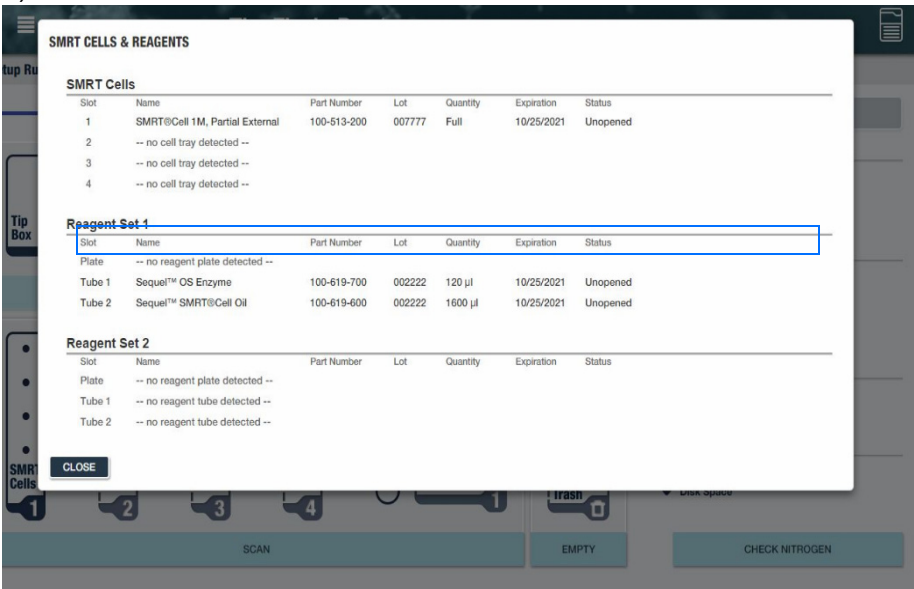 SMRT CELLS & REAGENTS
tup Ru
SMRT Cells
Slot Name Part Number Lot Quantity Expiration Status
1 SMRT®Cell 1M, Partial External 100-513-200 007777 Full 10/25/2021 Unopened
2 -- no cell tray detected --
3 -- no cell tray detected --
4 -- no cell tray detected --
Tip
Box
Reagent Set 1
Slot Name Part Number Lot Quantity Expiration Status
Plate -- no reagent plate detected --
Tube 1 Sequel™ OS Enzyme 100-619-700 002222 120 µl 10/25/2021 Unopened
Tube 2 Sequel™ SMRT®Cell Oil 100-619-600 002222 1600 µl 10/25/2021 Unopened
Reagent Set 2
Slot Name Part Number Lot Quantity Expiration Status
Plate -- no reagent plate detected --
Tube 1 -- no reagent tube detected --
Tube 2 -- no reagent tube detected --
CLOSE
SMRT
Cells
1 2 3 4 1 Trash Disk Space
SCAN EMPTY CHECK NITROGEN